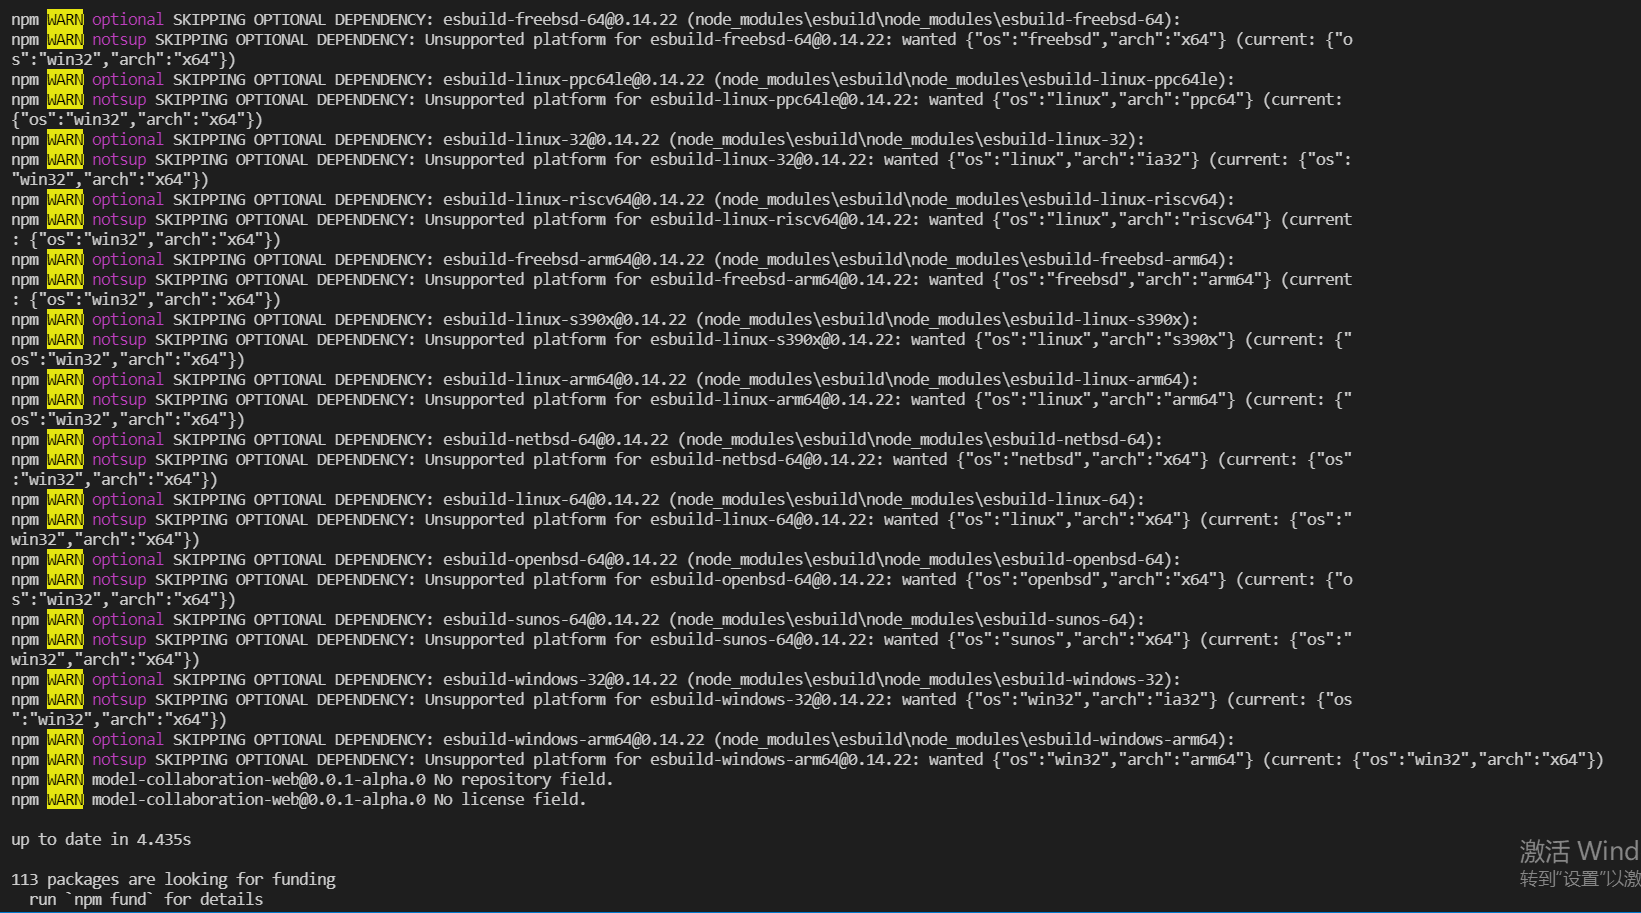 npm WARN optional SKIPPING OPTIONAL DEPENDENCY: esbuild-freebsd-64@0.14.22 (node_modules\esbuild\node_modules\esbuild-freebsd-64):
npm WARN notsup SKIPPING OPTIONAL DEPENDENCY: Unsupported platform for esbuild-freebsd-64@0.14.22: wanted {"os":"freebsd","arch":"x64"} (current: {"o
s":"win32","arch":"x64"})
npm WARN optional SKIPPING OPTIONAL DEPENDENCY: esbuild-linux-ppc64le@0.14.22 (node_modules\esbuild\node_modules\esbuild-linux-ppc64le):
npm WARN notsup SKIPPING OPTIONAL DEPENDENCY: Unsupported platform for esbuild-linux-ppc64le@0.14.22: wanted {"os":"linux","arch":"ppc64"} (current:
{"os":"win32","arch":"x64"})
npm WARN optional SKIPPING OPTIONAL DEPENDENCY: esbuild-linux-32@0.14.22 (node_modules\esbuild\node_modules\esbuild-linux-32):
npm WARN notsup SKIPPING OPTIONAL DEPENDENCY: Unsupported platform for esbuild-linux-32@0.14.22: wanted {"os":"linux","arch":"ia32"} (current: {"os":
"win32","arch":"x64"})
npm WARN optional SKIPPING OPTIONAL DEPENDENCY: esbuild-linux-riscv64@0.14.22 (node_modules\esbuild\node_modules\esbuild-linux-riscv64):
npm WARN notsup SKIPPING OPTIONAL DEPENDENCY: Unsupported platform for esbuild-linux-riscv64@0.14.22: wanted {"os":"linux","arch":"riscv64"} (current
: {"os":"win32","arch":"x64"})
npm WARN optional SKIPPING OPTIONAL DEPENDENCY: esbuild-freebsd-arm64@0.14.22 (node_modules\esbuild\node_modules\esbuild-freebsd-arm64):
npm WARN notsup SKIPPING OPTIONAL DEPENDENCY: Unsupported platform for esbuild-freebsd-arm64@0.14.22: wanted {"os":"freebsd","arch":"arm64"} (current
: {"os":"win32","arch":"x64"})
npm WARN optional SKIPPING OPTIONAL DEPENDENCY: esbuild-linux-s390x@0.14.22 (node_modules\esbuild\node_modules\esbuild-linux-s390x):
npm WARN notsup SKIPPING OPTIONAL DEPENDENCY: Unsupported platform for esbuild-linux-s390x@0.14.22: wanted {"os":"linux","arch":"s390x"} (current: {"
os":"win32","arch":"x64"})
npm WARN optional SKIPPING OPTIONAL DEPENDENCY: esbuild-linux-arm64@0.14.22 (node_modules\esbuild\node_modules\esbuild-linux-arm64):
npm WARN notsup SKIPPING OPTIONAL DEPENDENCY: Unsupported platform for esbuild-linux-arm64@0.14.22: wanted {"os":"linux","arch":"arm64"} (current: {"
os":"win32","arch":"x64"})
npm WARN optional SKIPPING OPTIONAL DEPENDENCY: esbuild-netbsd-64@0.14.22 (node_modules\esbuild\node_modules\esbuild-netbsd-64):
npm WARN notsup SKIPPING OPTIONAL DEPENDENCY: Unsupported platform for esbuild-netbsd-64@0.14.22: wanted {"os":"netbsd","arch":"x64"} (current: {"os"
:"win32","arch":"x64"})
npm WARN optional SKIPPING OPTIONAL DEPENDENCY: esbuild-linux-64@0.14.22 (node_modules\esbuild\node_modules\esbuild-linux-64):
npm WARN notsup SKIPPING OPTIONAL DEPENDENCY: Unsupported platform for esbuild-linux-64@0.14.22: wanted {"os":"linux","arch":"x64"} (current: {"os":"
win32","arch":"x64"})
npm WARN optional SKIPPING OPTIONAL DEPENDENCY: esbuild-openbsd-64@0.14.22 (node_modules\esbuild\node_modules\esbuild-openbsd-64):
npm WARN notsup SKIPPING OPTIONAL DEPENDENCY: Unsupported platform for esbuild-openbsd-64@0.14.22: wanted {"os":"openbsd","arch":"x64"} (current: {"o
s":"win32","arch":"x64"})
npm WARN optional SKIPPING OPTIONAL DEPENDENCY: esbuild-sunos-64@0.14.22 (node_modules\esbuild\node_modules\esbuild-sunos-64):
npm WARN notsup SKIPPING OPTIONAL DEPENDENCY: Unsupported platform for esbuild-sunos-64@0.14.22: wanted {"os":"sunos","arch":"x64"} (current: {"os":"
win32","arch":"x64"})
npm WARN optional SKIPPING OPTIONAL DEPENDENCY: esbuild-windows-32@0.14.22 (node_modules\esbuild\node_modules\esbuild-windows-32):
npm WARN notsup SKIPPING OPTIONAL DEPENDENCY: Unsupported platform for esbuild-windows-32@0.14.22: wanted {"os":"win32","arch":"ia32"} (current: {"os
":"win32","arch":"x64"})
npm WARN optional SKIPPING OPTIONAL DEPENDENCY: esbuild-windows-arm64@0.14.22 (node_modules\esbuild\node_modules\esbuild-windows-arm64):
npm WARN notsup SKIPPING OPTIONAL DEPENDENCY: Unsupported platform for esbuild-windows-arm64@0.14.22: wanted {"os":"win32","arch":"arm64"} (current: {"os":"win32","arch":"x64"})
npm WARN model-collaboration-web@0.0.1-alpha.0 No repository field.
npm WARN model-collaboration-web@0.0.1-alpha.0 No license field.
up to date in 4.435s
激活 Wind
转到"设置"以激
113 packages are looking for funding
run `npm fund` for details